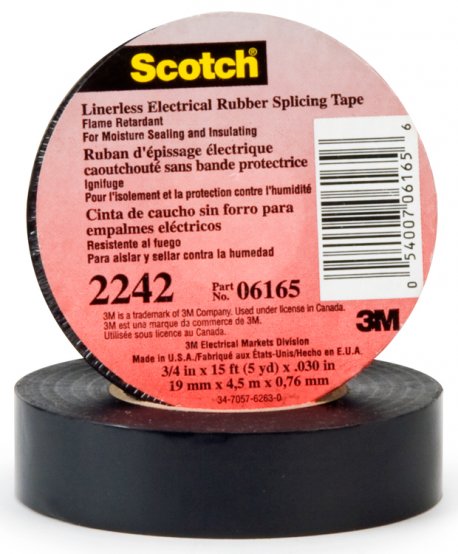 Scotch®
Linerless Electrical Rubber Splicing Tape
Flame Retardant
For Moisture Sealing and Insulating
Ruban d'épissage électrique
caoutchouté sans bande protectrice
Ignifuge
Pour l'isolement et la protection contre l'humidité
Cinta de caucho sin forro para
empalmes eléctricos
Resistente al fuego
Para aislar y sellar contra la humedad
2242 Part No. 06165
3M is a trademark of 3M Company. Used under license in Canada.
3M est une marque da commerce de 3M.
Utilisée sous licence au Canada.
3M
3M Electrical Markets Division
Made in U.S.A./Fabriqué aux États-Unis/Hecho en E.U.A.
3/4 in x 15 ft (5 yd) x .030 in
19 mm x 4,5 m x 0,76 mm
34-7057-6263-0
0 54007 06165 6